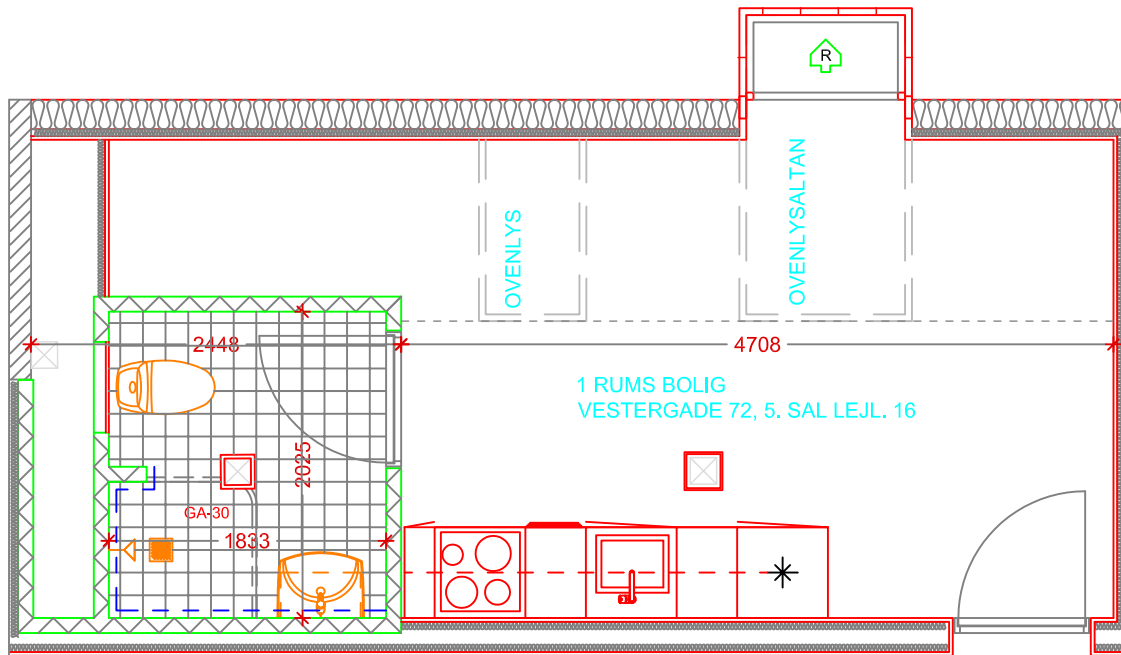 R
OVENLYS
OVENLYSALTAN
2448
4708
1 RUMS BOLIG
VESTERGADE 72, 5. SAL LEJL. 16
2025
GA-30
1833